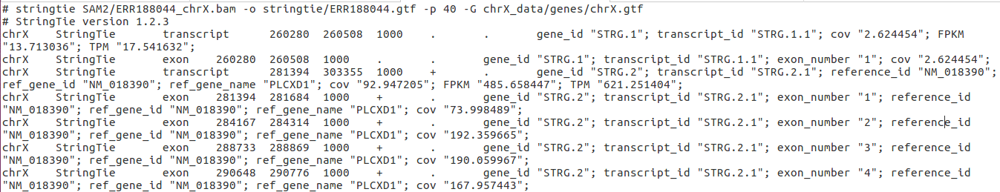 # stringtie SAM2/ERR188044_chrX.bam -o stringtie/ERR188044.gtf -p 40 -G chrX_data/genes/chrX.gtf
# StringTie version 1.2.3
chrX StringTie transcript 260280 260508 1000 . . gene_id "STRG.1"; transcript_id "STRG.1.1"; cov "2.624454"; FPKM
"13.713036"; TPM "17.541632";
chrX StringTie exon 260280 260508 1000 . . gene_id "STRG.1"; transcript_id "STRG.1.1"; exon_number "1"; cov "2.624454";
chrX StringTie transcript 281394 303355 1000 + . gene_id "STRG.2"; transcript_id "STRG.2.1"; reference_id "NM_018390";
ref_gene_id "NM_018390"; ref_gene_name "PLCXD1"; cov "92.947205"; FPKM "485.658447"; TPM "621.251404";
chrX StringTie exon 281394 281684 1000 + . gene_id "STRG.2"; transcript_id "STRG.2.1"; exon_number "1"; reference_id
"NM_018390"; ref_gene_id "NM_018390"; ref_gene_name "PLCXD1"; cov "73.998489";
chrX StringTie exon 284167 284314 1000 + . gene_id "STRG.2"; transcript_id "STRG.2.1"; exon_number "2"; reference_id
"NM_018390"; ref_gene_id "NM_018390"; ref_gene_name "PLCXD1"; cov "192.359665";
chrX StringTie exon 288733 288869 1000 + . gene_id "STRG.2"; transcript_id "STRG.2.1"; exon_number "3"; reference_id
"NM_018390"; ref_gene_id "NM_018390"; ref_gene_name "PLCXD1"; cov "190.059967";
chrX StringTie exon 290648 290776 1000 + . gene_id "STRG.2"; transcript_id "STRG.2.1"; exon_number "4"; reference_id
"NM_018390"; ref_gene_id "NM_018390"; ref_gene_name "PLCXD1"; cov "167.957443";